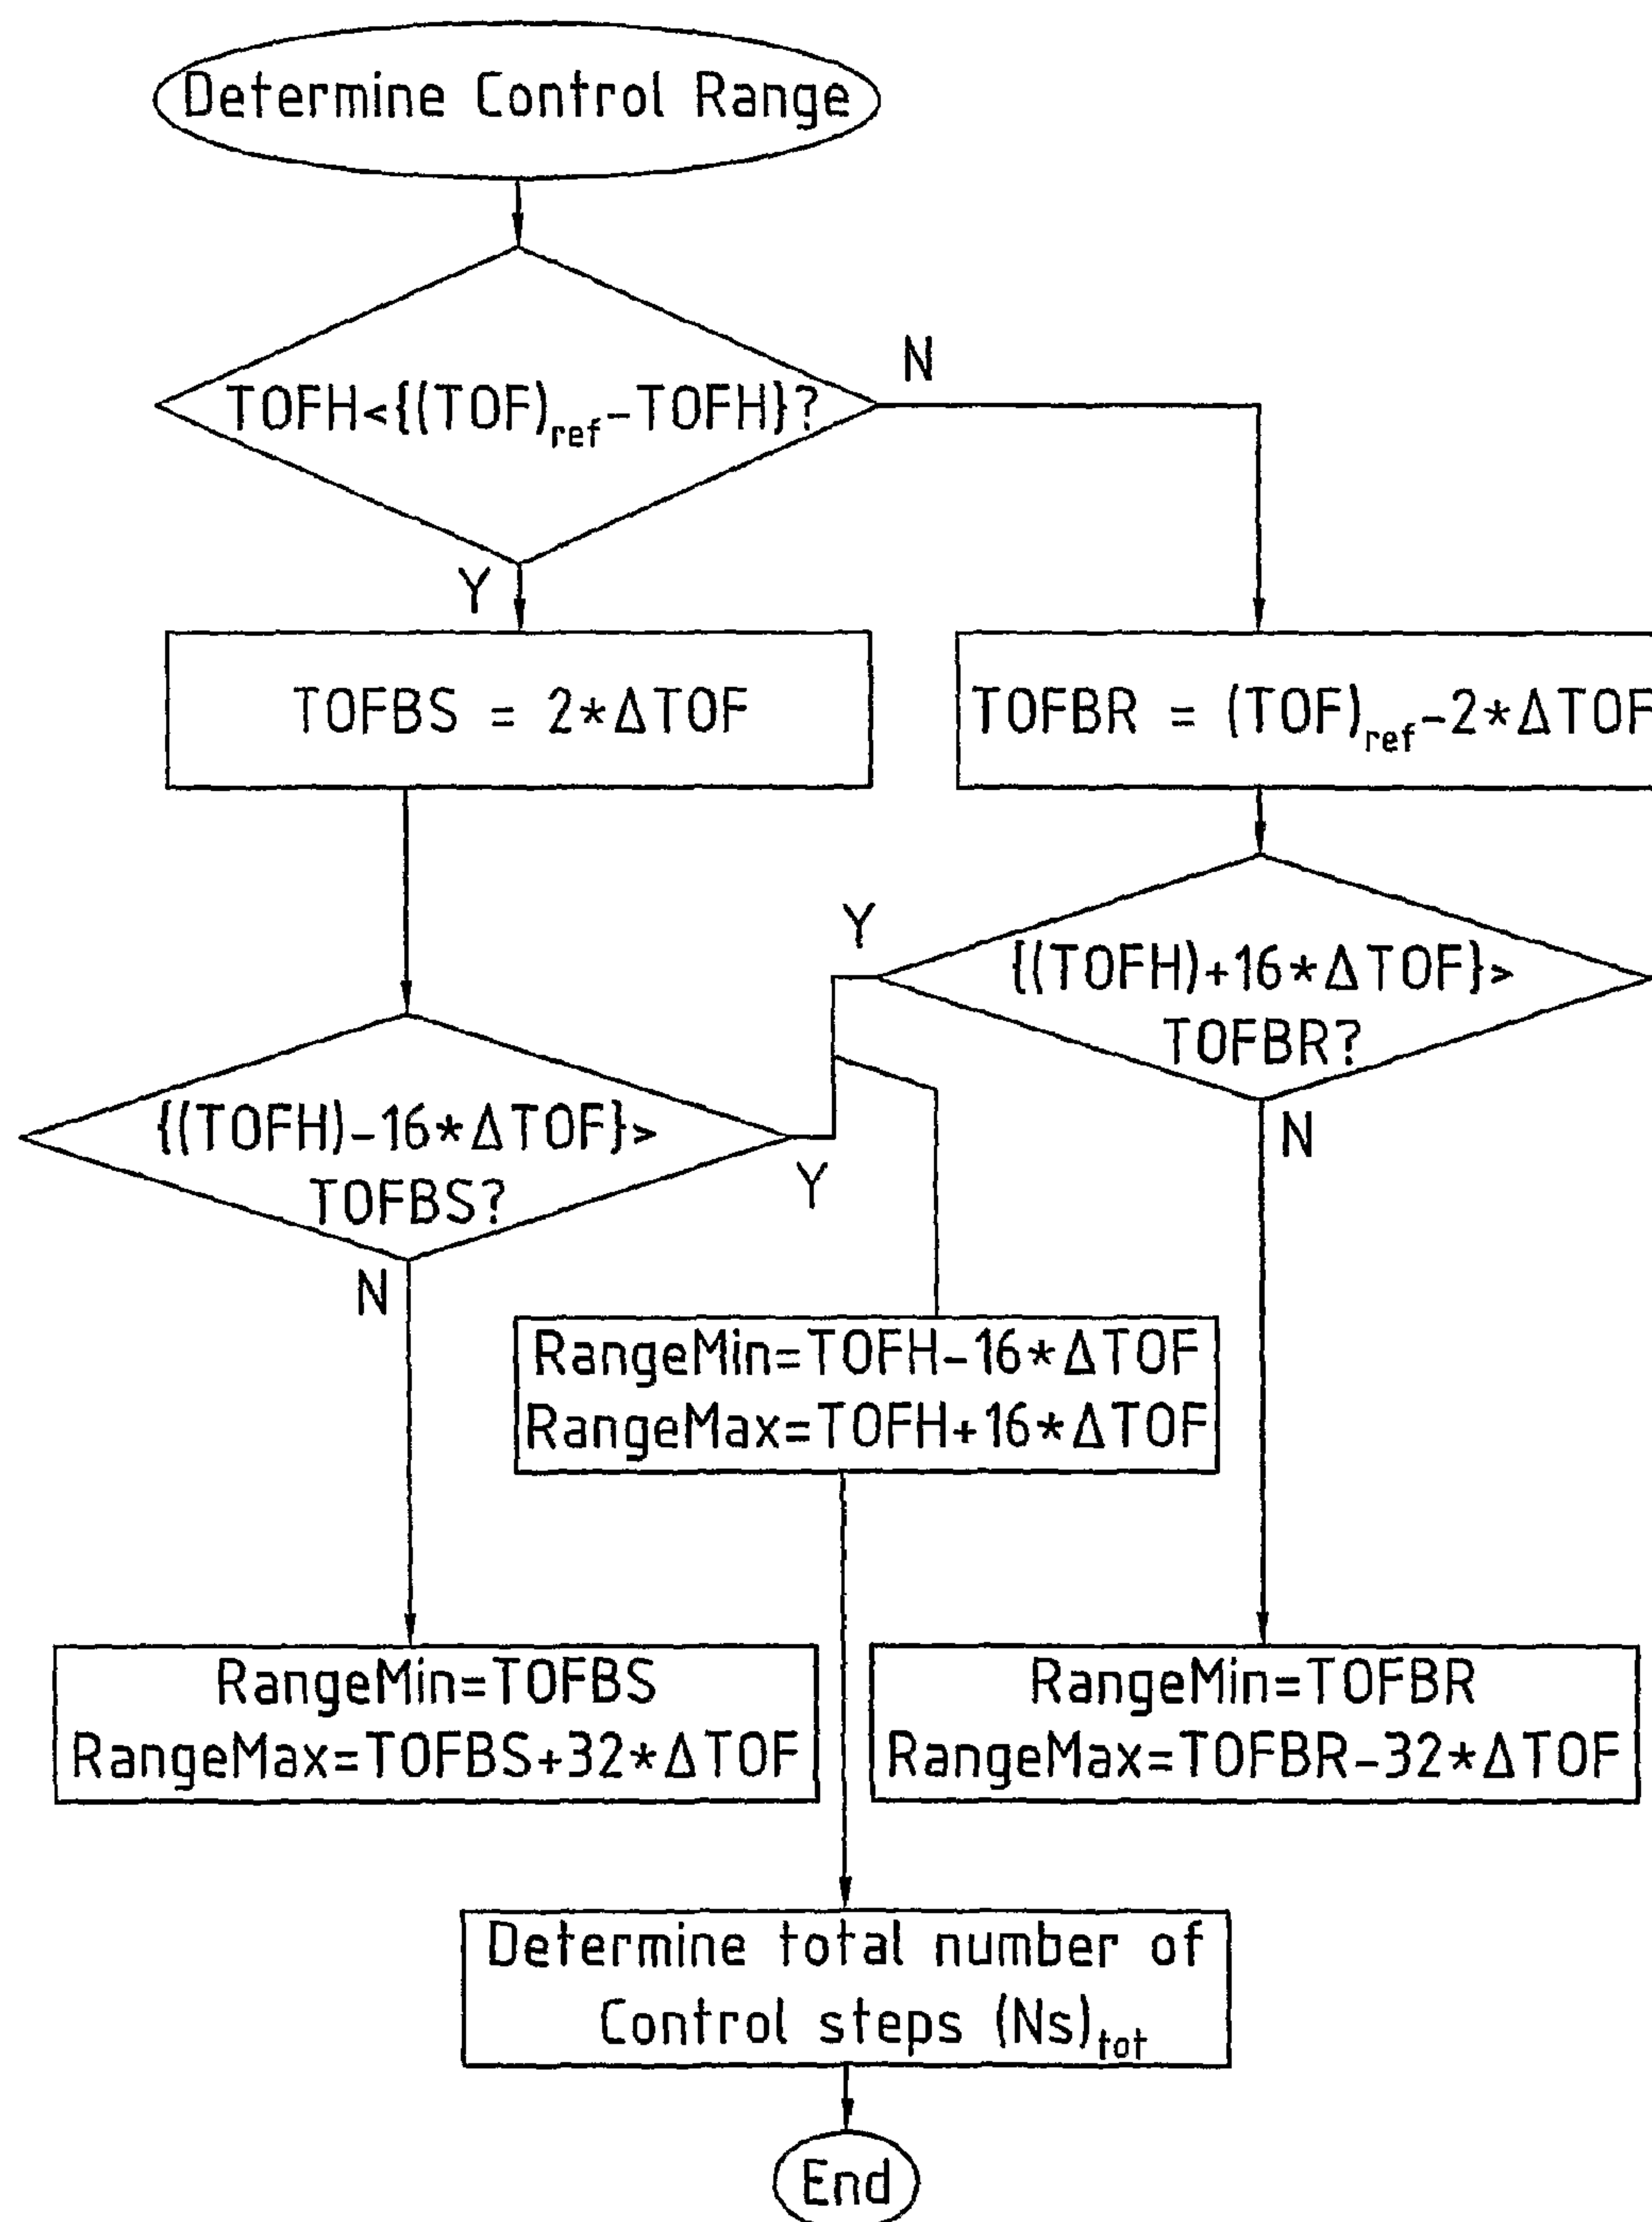 Determine Control Range
TOFH<{(TOF)ref-TOFH}?
N
Y
TOFBS = 2*ΔTOF
TOFBR = (TOF)ref-2*ΔTOF
Y
{(TOFH)+16*ΔTOF}>
TOFBR?
N
{(TOFH)-16*ΔTOF}>
TOFBS?
Y
N
RangeMin=TOFH-16*ΔTOF
RangeMax=TOFH+16*ΔTOF
RangeMin=TOFBS
RangeMax=TOFBS+32*ΔTOF
RangeMin=TOFBR
RangeMax=TOFBR-32*ΔTOF
Determine total number of
Control steps (Ns)tot
End